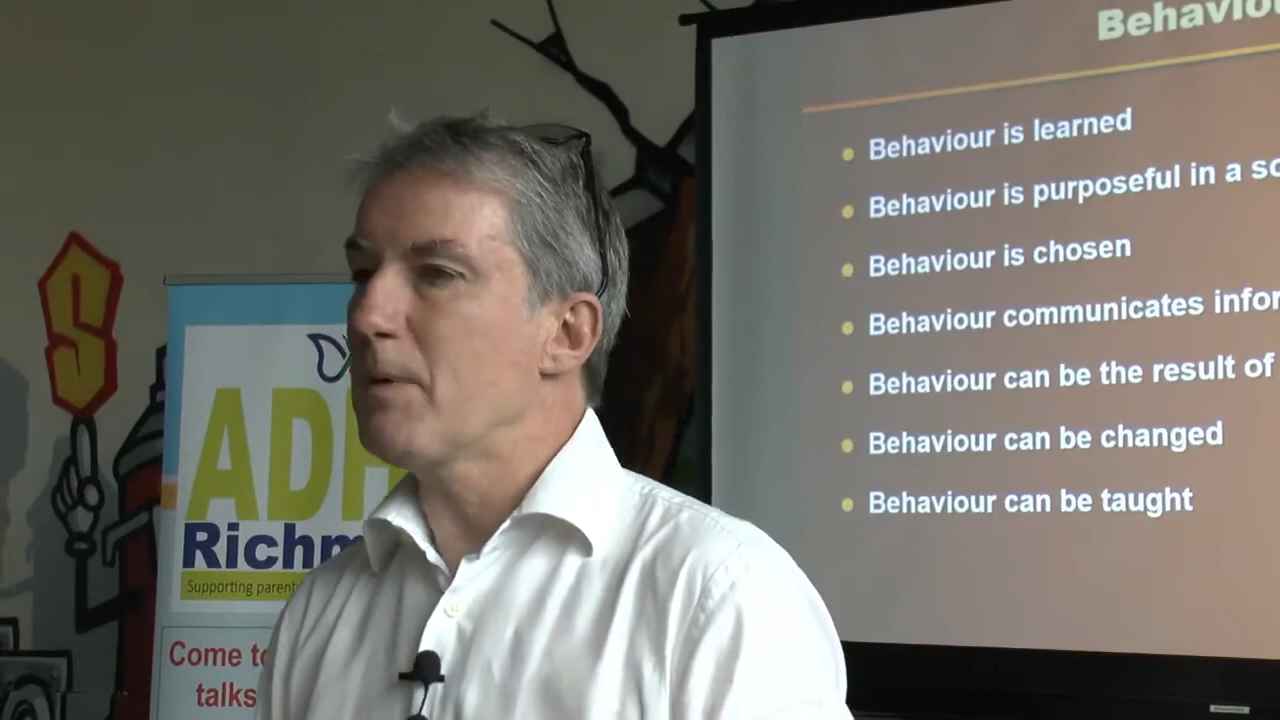 Behaviou
Behaviour is learned
Behaviour is purposeful in a so
Behaviour is chosen
Behaviour communicates infor
Behaviour can be the result of
Behaviour can be changed
Behaviour can be taught
S
ADH
Richm
Supporting parents
Come to
talks